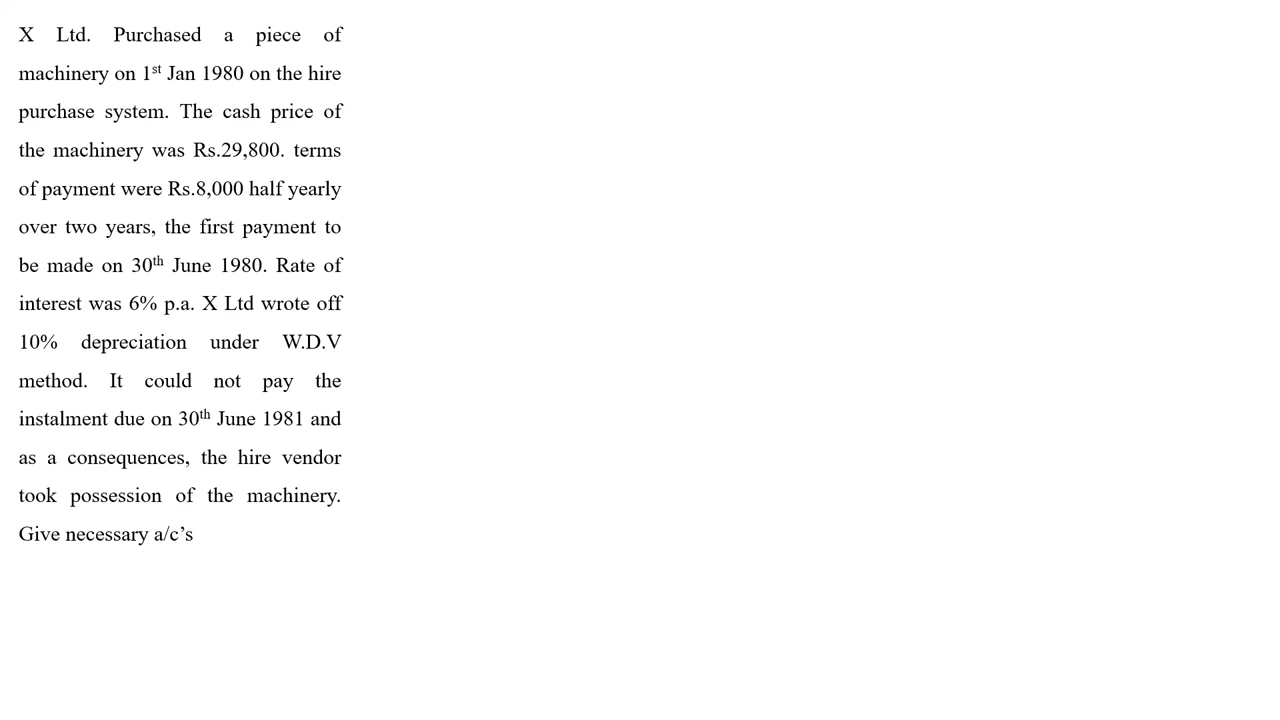 X Ltd. Purchased a piece of
machinery on 1st Jan 1980 on the hire
purchase system. The cash price of
the machinery was Rs.29,800. terms
of payment were Rs.8,000 half yearly
over two years, the first payment to
be made on 30th June 1980. Rate of
interest was 6% p.a. X Ltd wrote off
10% depreciation under W.D.V
method. It could not pay the
instalment due on 30th June 1981 and
as a consequences, the hire vendor
took possession of the machinery.
Give necessary a/c’s